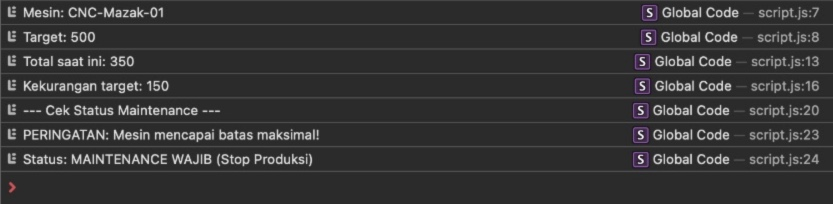 Mesin: CNC-Mazak-01 S Global Code — script.js:7
Target: 500 S Global Code — script.js:8
Total saat ini: 350 S Global Code — script.js:13
Kekurangan target: 150 S Global Code — script.js:16
--- Cek Status Maintenance --- S Global Code — script.js:20
PERINGATAN: Mesin mencapai batas maksimal! S Global Code — script.js:23
Status: MAINTENANCE WAJIB (Stop Produksi) S Global Code — script.js:24